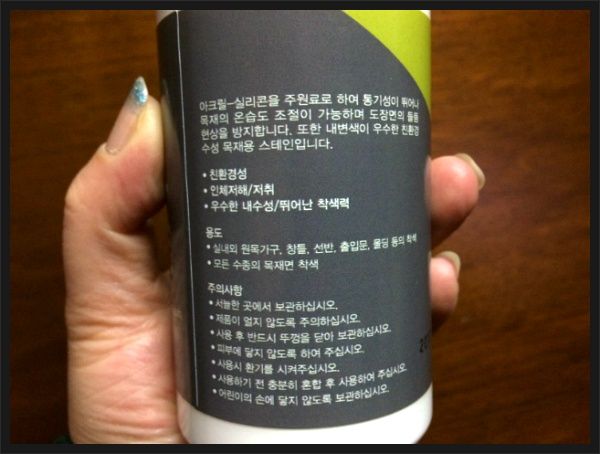 아크릴-실리콘을 주원료로 하여 통기성이 뛰어나
목재의 온습도 조절이 가능하며 도장면의 들뜸
현상을 방지합니다. 또한 내변색이 우수한 친환경
수성 목재용 스테인입니다.
• 친환경성
• 인체저해/저취
• 우수한 내수성/뛰어난 착색력
용도
• 실내외 원목가구, 창틀, 선반, 출입문, 몰딩 등의 착색
• 모든 수종의 목재면 착색
주의사항
• 서늘한 곳에서 보관하십시오.
• 제품이 얼지 않도록 주의하십시오.
• 사용 후 반드시 뚜껑을 닫아 보관하십시오.
• 피부에 닿지 않도록 하여 주십시오.
• 사용시 환기를 시켜주십시오.
• 사용하기 전 충분히 혼합 후 사용하여 주십시오.
• 어린이의 손에 닿지 않도록 보관하십시오.